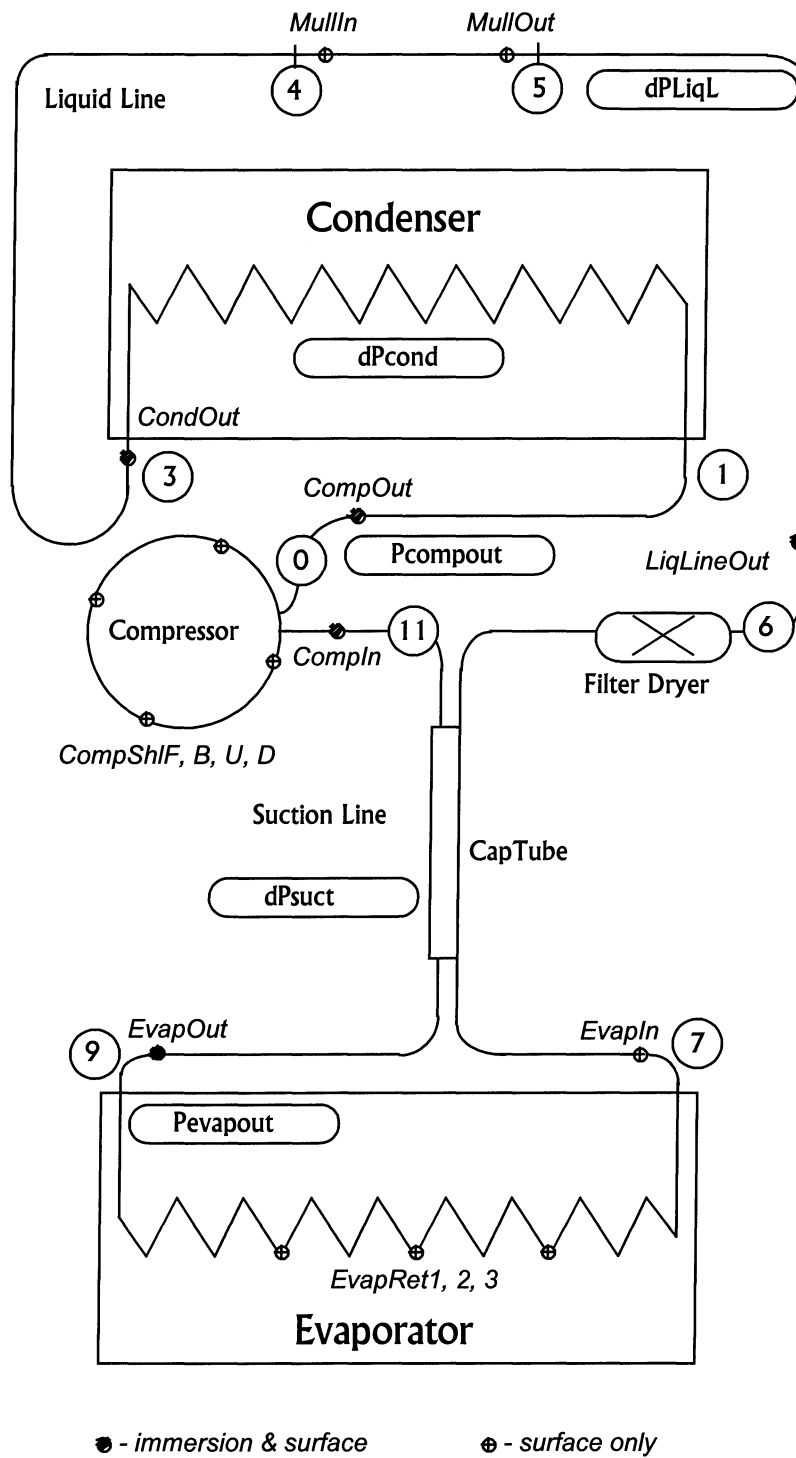 MullIn
MullOut
4
5
dPLiqL
Liquid Line
Condenser
dPcond
CondOut
3
1
CompOut
0
Pcompout
LiqLineOut
Compressor
11
6
CompIn
Filter Dryer
CompShlF, B, U, D
Suction Line
CapTube
dPsuct
EvapOut
EvapIn
9
7
Pevapout
EvapRet1, 2, 3
Evaporator
- immersion & surface
- surface only